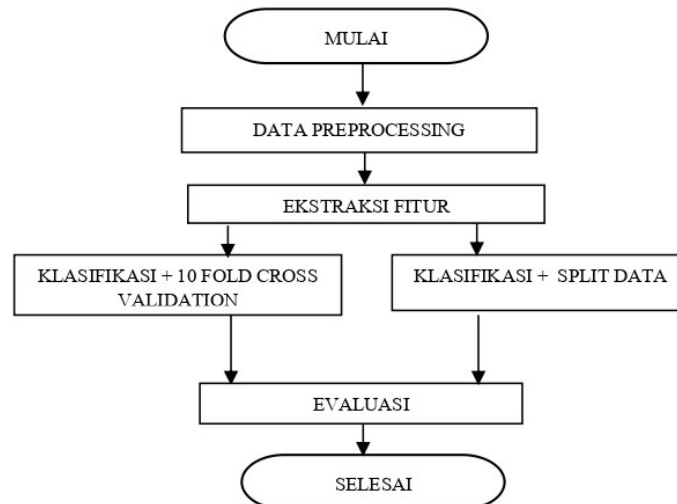 MULAI
DATA PREPROCESSING
EKSTRAKSI FITUR
KLASIFIKASI + 10 FOLD CROSS
VALIDATION
KLASIFIKASI + SPLIT DATA
EVALUASI
SELESAI